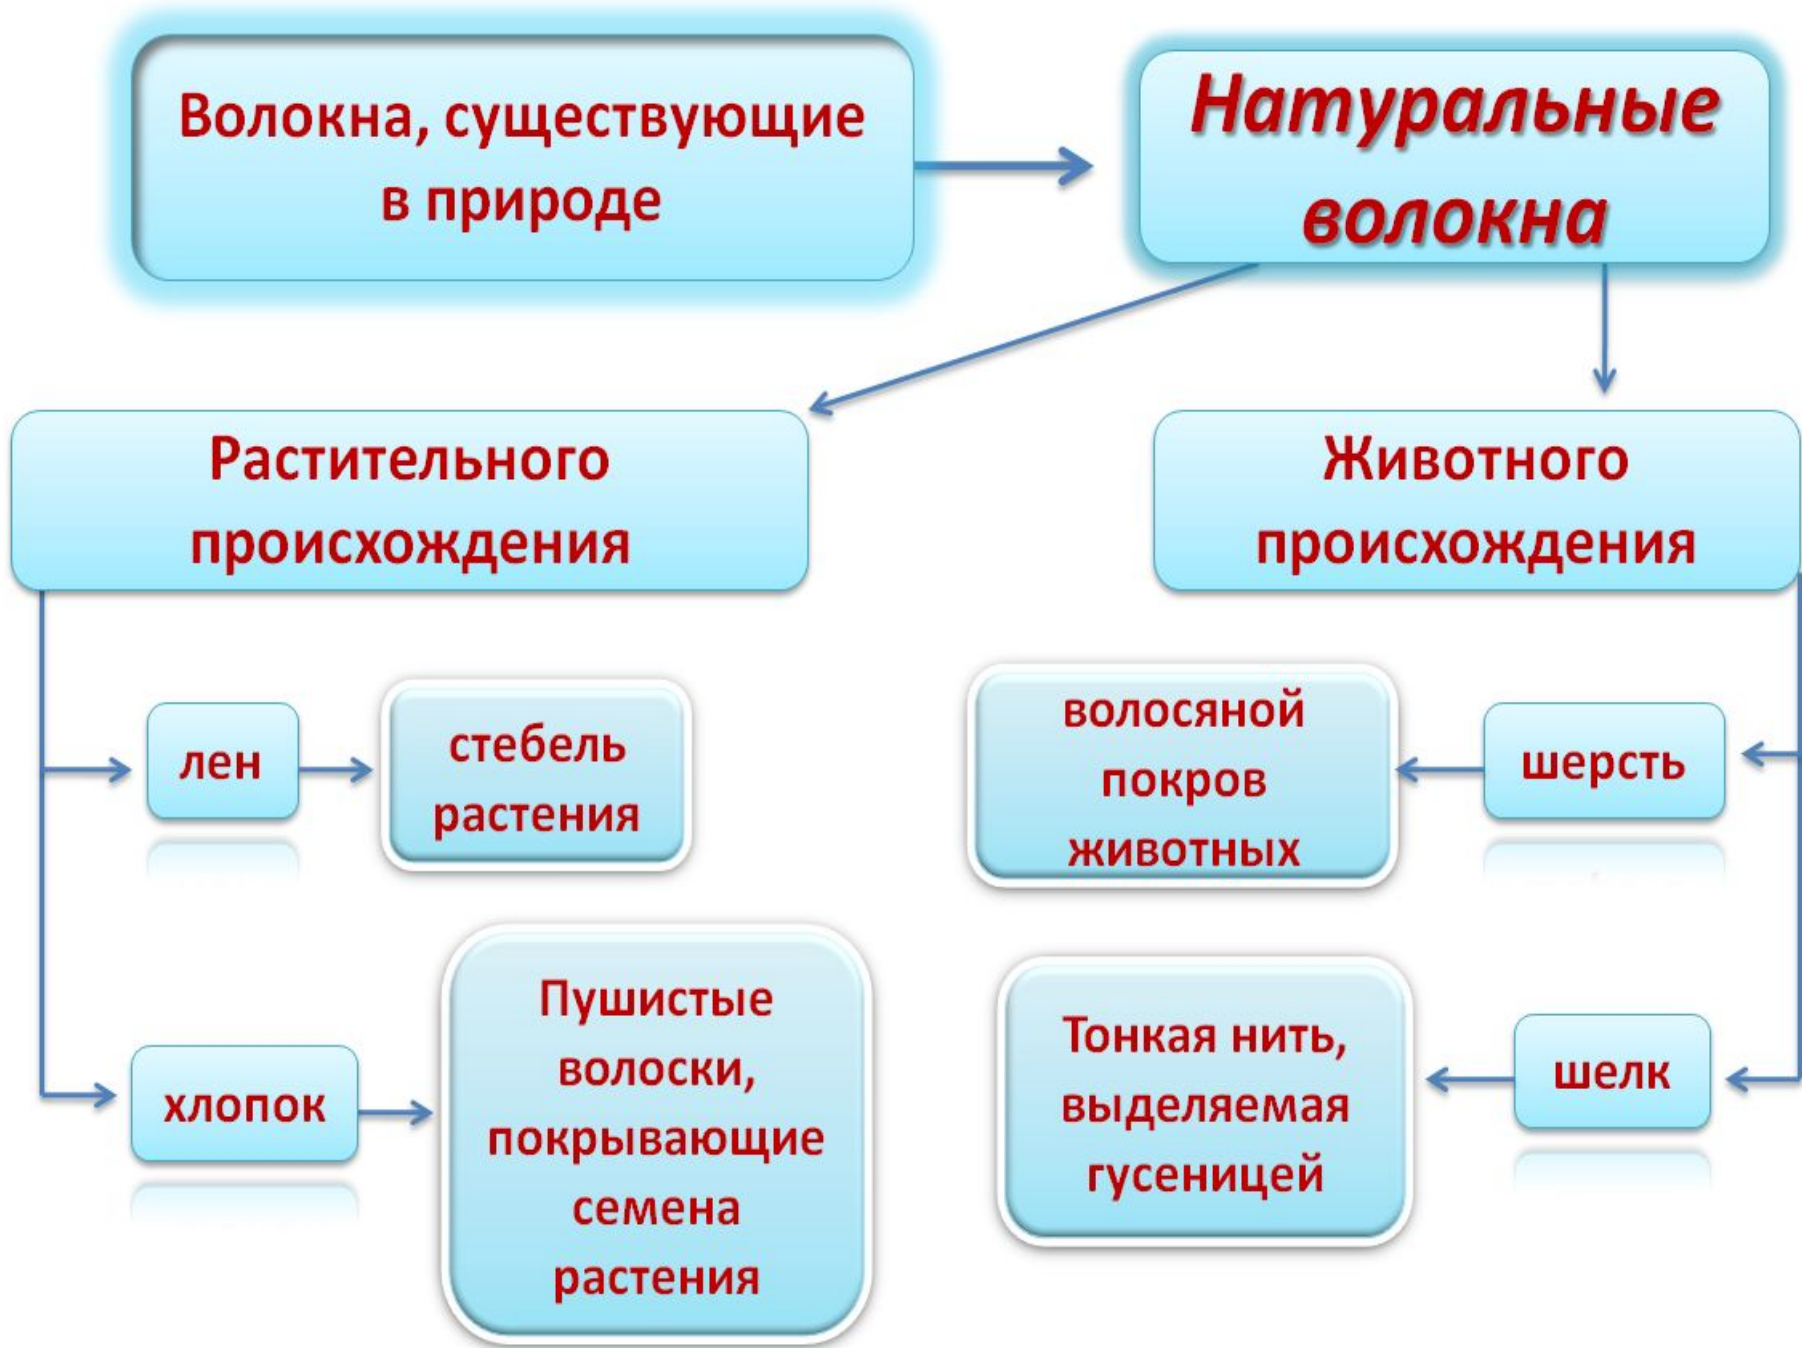 Волокна, существующие
в природе
Натуральные
волокна
Растительного
происхождения
Животного
происхождения
лен
стебель
растения
волосяной
покров
животных
шерсть
хлопок
Пушистые
волоски,
покрывающие
семена
растения
Тонкая нить,
выделяемая
гусеницей
шелк